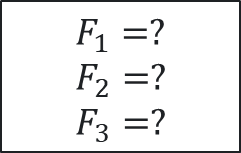 F₁ =?
F₂ =?
F₃ =?